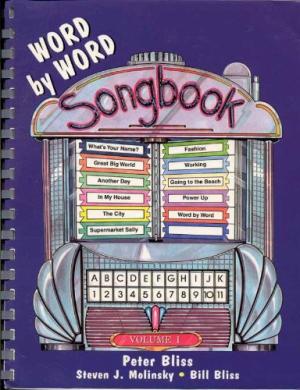 WORD
by WORD
Songbook
What's Your Name?
Great Big World
Another Day
In My House
The City
Supermarket Sally
Fashion
Working
Going to the Beach
Power Up
Word by Word
A B C D E F G H I J K
1 2 3 4 5 6 7 8 9 10 11
VOLUME 1
Peter Bliss
Steven J. Molinsky • Bill Bliss